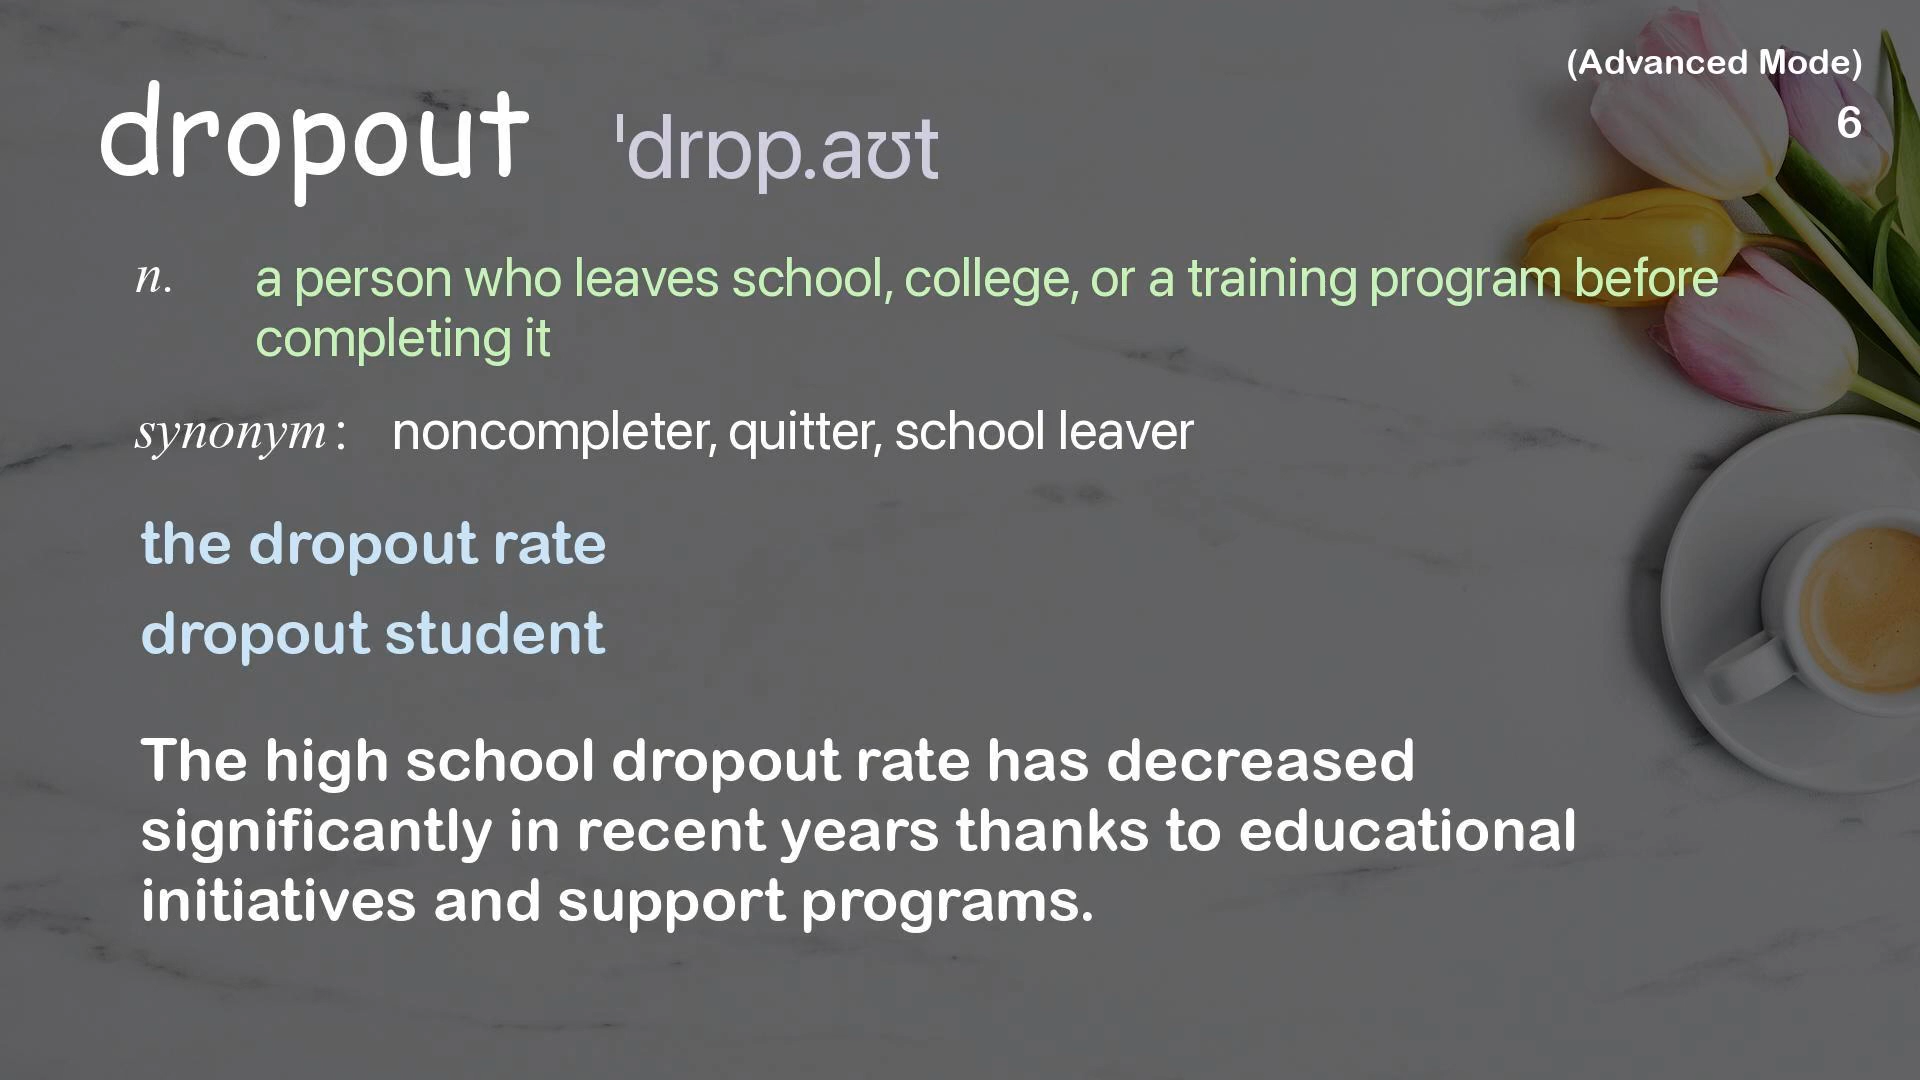 (Advanced Mode)
6
dropout ˈdrɒp.aʊt
n. a person who leaves school, college, or a training program before
completing it
synonym : noncompleter, quitter, school leaver
the dropout rate
dropout student
The high school dropout rate has decreased
significantly in recent years thanks to educational
initiatives and support programs.